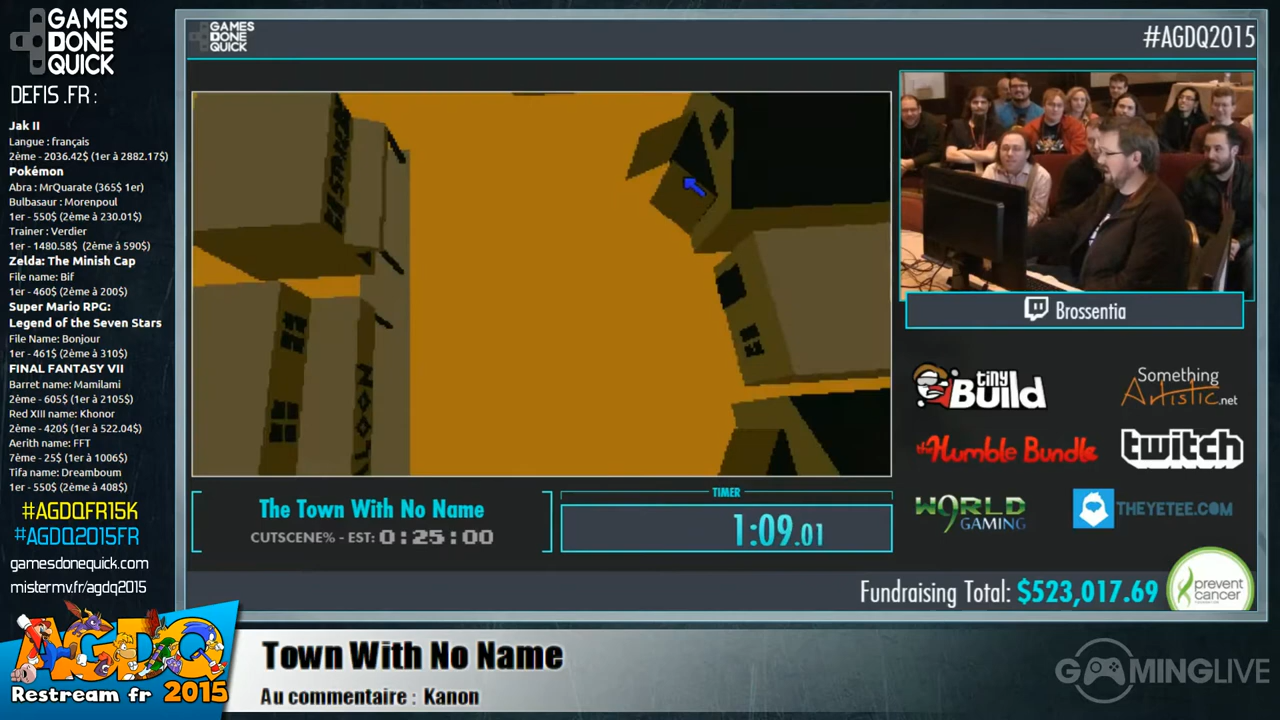 GAMES
DONE
QUICK
DEFIS .FR :
Jak II
Langue : français
2ème - 2036.42$ (1er à 2882.17$)
Pokémon
Abra : MrQuarate (365$ 1er)
Bulbasaur : Morenpoul
1er - 550$ (2ème à 230.01$)
Trainer : Verdier
1er - 1480.58$ (2ème à 590$)
Zelda: The Minish Cap
File name: Bif
1er - 460$ (2ème à 200$)
Super Mario RPG:
Legend of the Seven Stars
File Name: Bonjour
1er - 461$ (2ème à 310$)
FINAL FANTASY VII
Barret name: Mamilami
2ème - 605$ (1er à 2105$)
Red XIII name: Khonor
2ème - 420$ (1er à 522.04$)
Aerith name: FFT
7ème - 25$ (1er à 1006$)
Tifa name: Dreamboum
1er - 550$ (2ème à 408$)
#AGDQFR15K
#AGDQ2015FR
gamesdonequick.com
mistermv.fr/agdq2015
AGDQ
Restream fr 2015
GAMES
DONE
QUICK
#AGDQ2015
Brossentia
tiny
Build
Something
Artistic.net
the Humble Bundle
twitch
WORLD
GAMING
THEYETEE.COM
The Town With No Name
CUTSCENE% - EST: 0:25:00
TIMER
1:09.01
Fundraising Total: $523,017.69
prevent
cancer
Town With No Name
Au commentaire : Kanon
GAMINGLIVE